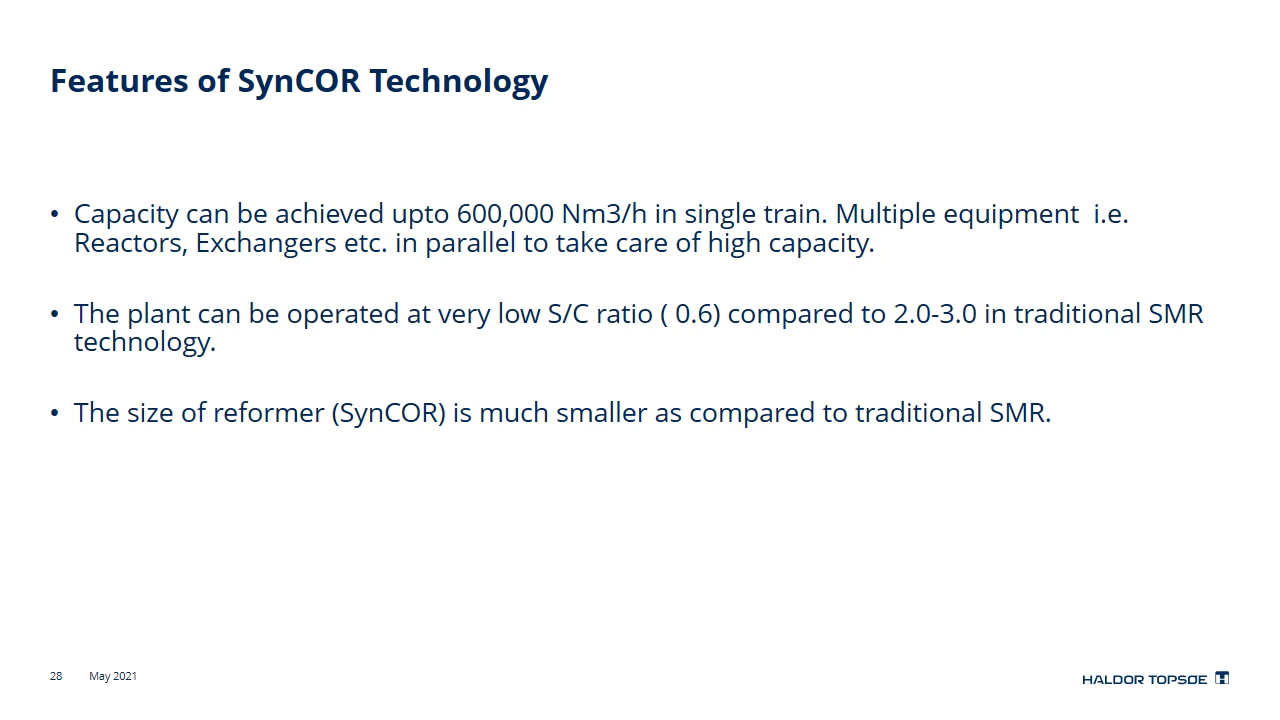 Features of SynCOR Technology
• Capacity can be achieved upto 600,000 Nm3/h in single train. Multiple equipment  i.e.
Reactors, Exchangers etc. in parallel to take care of high capacity.
• The plant can be operated at very low S/C ratio ( 0.6) compared to 2.0-3.0 in traditional SMR
technology.
• The size of reformer (SynCOR) is much smaller as compared to traditional SMR.
28 May 2021
HALDOR TOPSØE